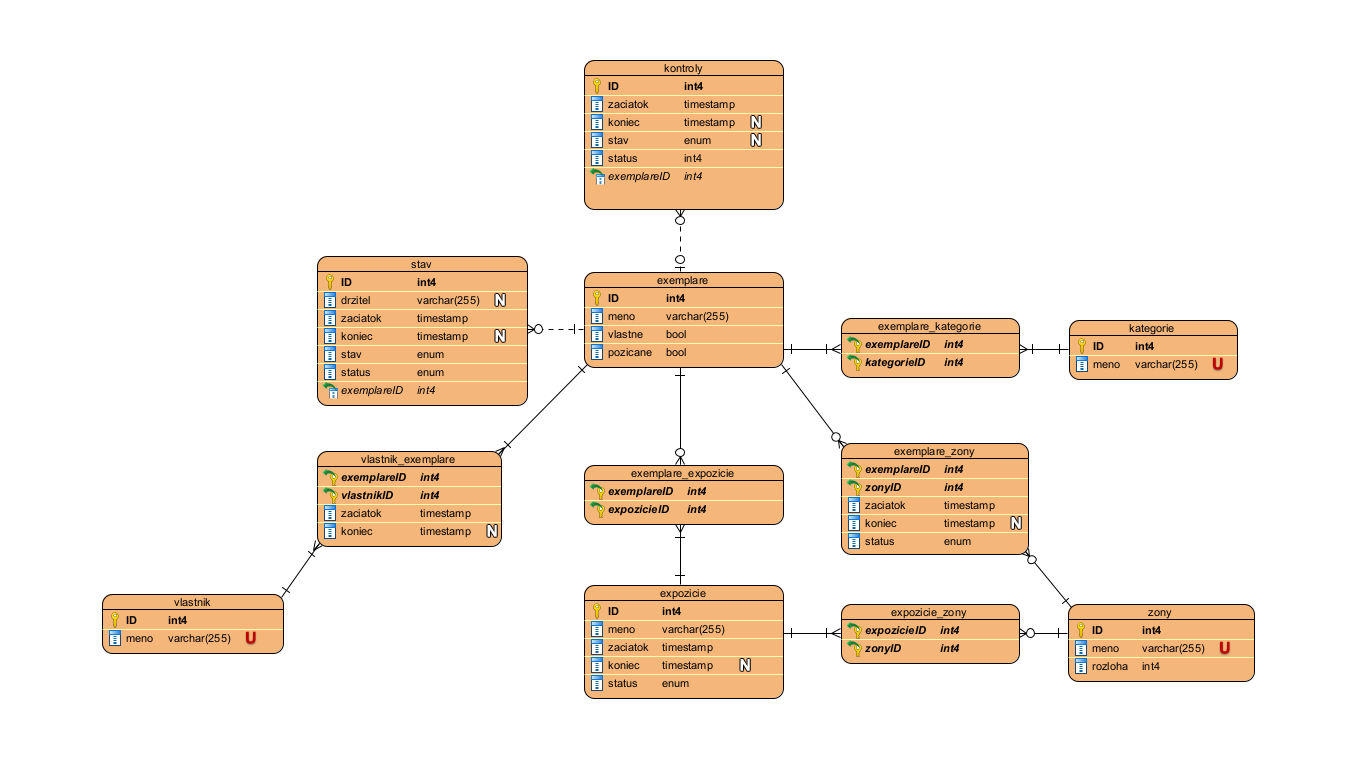 kontroly
ID int4
zaciatok timestamp
koniec timestamp N
stav enum N
status int4
exemplareID int4
stav
ID int4
drzitel varchar(255) N
zaciatok timestamp
koniec timestamp N
stav enum
status enum
exemplareID int4
exemplare
ID int4
meno varchar(255)
vlastne bool
pozicane bool
exemplare_kategorie
exemplareID int4
kategorieID int4
kategorie
ID int4
meno varchar(255) U
vlastnik_exemplare
exemplareID int4
vlastnikID int4
zaciatok timestamp
koniec timestamp N
exemplare_expozicie
exemplareID int4
expozicieID int4
exemplare_zony
exemplareID int4
zonyID int4
zaciatok timestamp
koniec timestamp N
status enum
vlastnik
ID int4
meno varchar(255) U
expozicie
ID int4
meno varchar(255)
zaciatok timestamp
koniec timestamp N
status enum
expozicie_zony
expozicieID int4
zonyID int4
zony
ID int4
meno varchar(255) U
rozloha int4